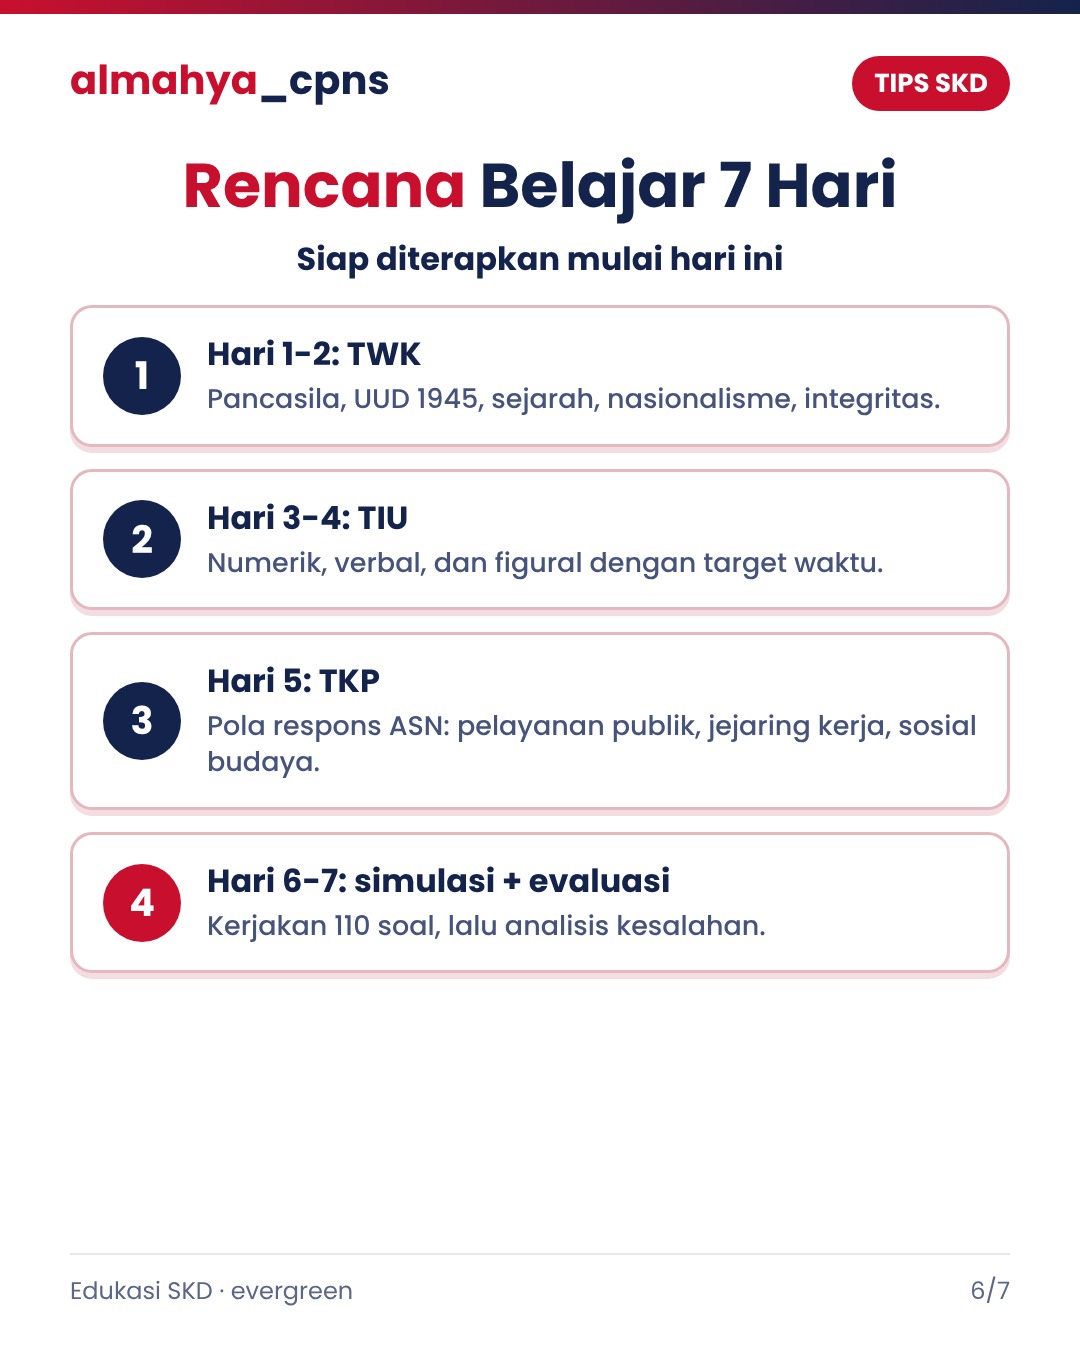 almahya_cpns
TIPS SKD
Rencana Belajar 7 Hari
Siap diterapkan mulai hari ini
1
Hari 1-2: TWK
Pancasila, UUD 1945, sejarah, nasionalisme, integritas.
2
Hari 3-4: TIU
Numerik, verbal, dan figural dengan target waktu.
3
Hari 5: TKP
Pola respons ASN: pelayanan publik, jejaring kerja, sosial
budaya.
4
Hari 6-7: simulasi + evaluasi
Kerjakan 110 soal, lalu analisis kesalahan.
Edukasi SKD · evergreen
6/7